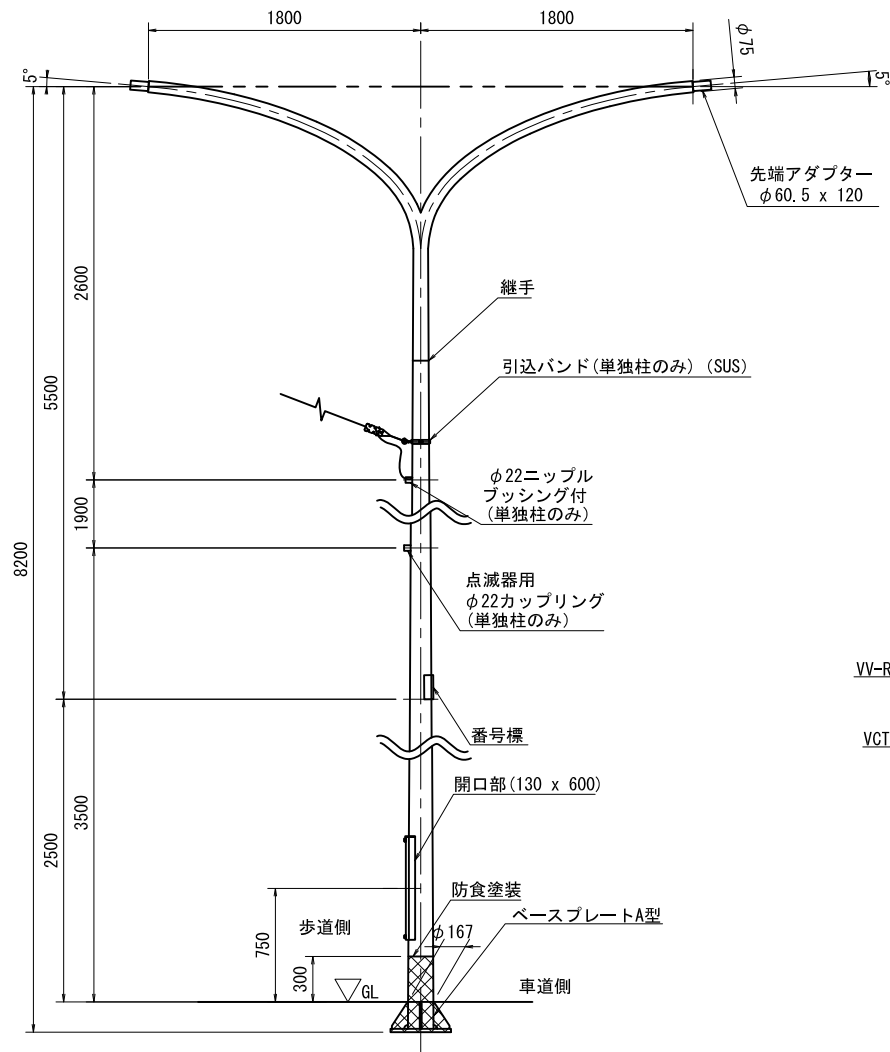 1800
1800
φ75
5°
5°
先端アダプター
φ60.5 x 120
継手
2600
引込バンド(単独柱のみ) (SUS)
5500
φ22ニップル
ブッシング付
(単独柱のみ)
1900
8200
点滅器用
φ22カップリング
(単独柱のみ)
VV-R
番号標
VCT
開口部(130 x 600)
3500
2500
防食塗装
ベースプレートA型
歩道側
φ167
750
300
GL
車道側